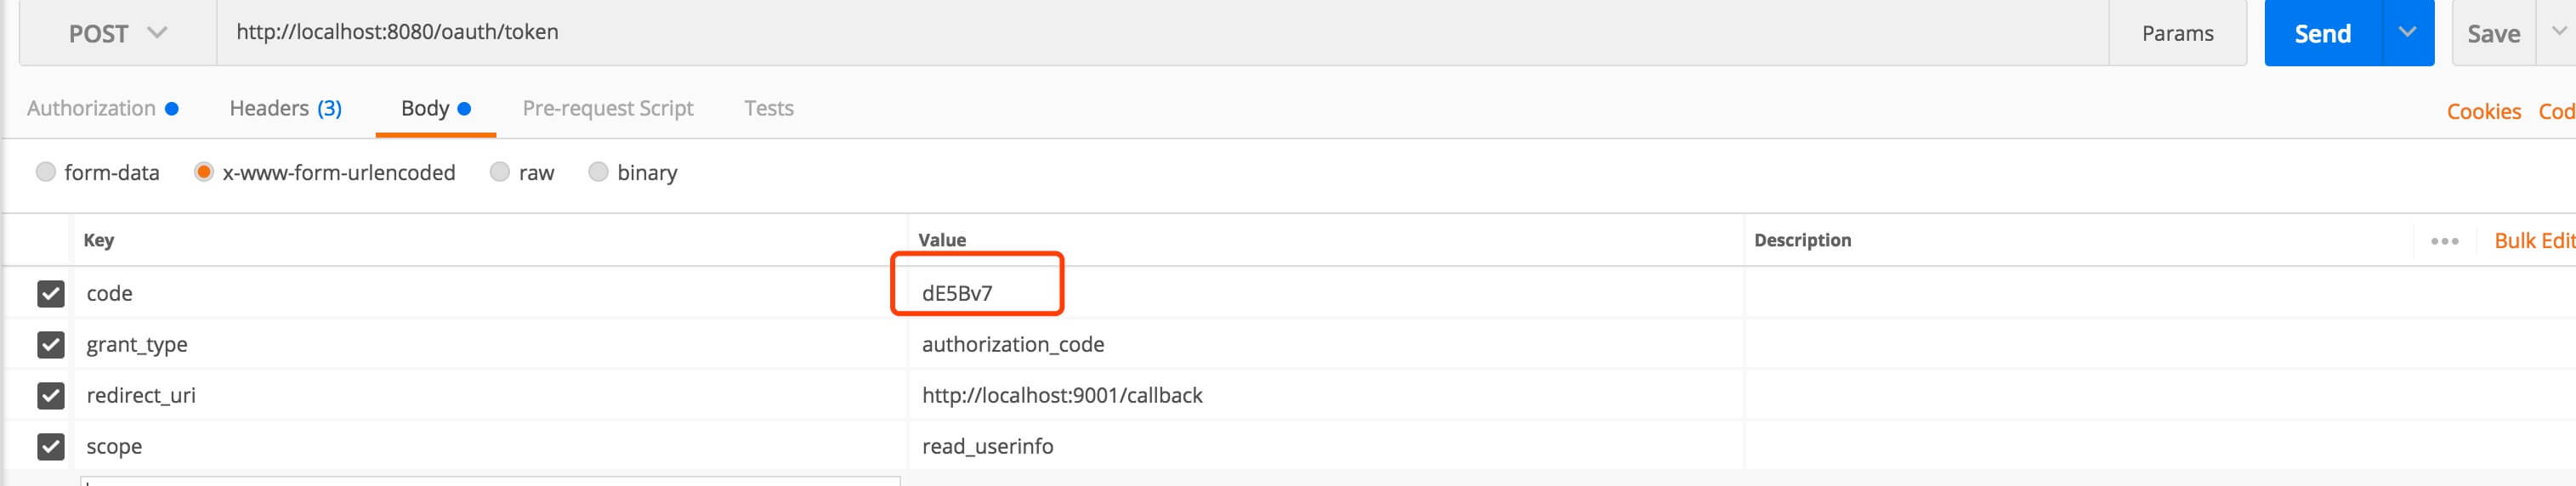 POST http://localhost:8080/oauth/token Params Send Save
Authorization Headers (3) Body Pre-request Script Tests Cookies Cod
form-data x-www-form-urlencoded raw binary
Key Value Description ••• Bulk Edit
code dE5Bv7
grant_type authorization_code
redirect_uri http://localhost:9001/callback
scope read_userinfo